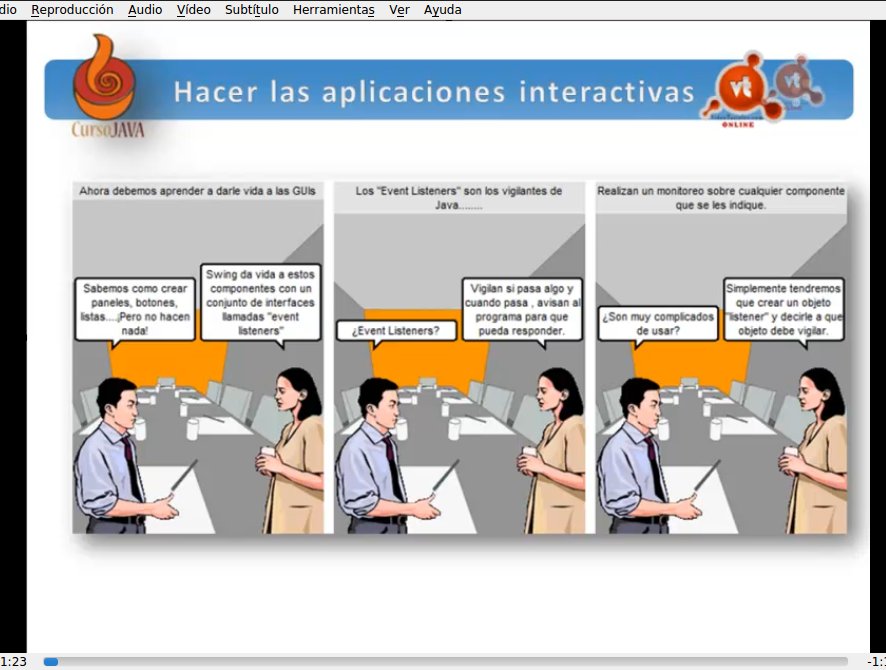 dio Reproducción Audio Vídeo Subtítulo Herramientas Ver Ayuda
Hacer las aplicaciones interactivas
CursoJAVA
vt
vt
ONLINE
Ahora debemos aprender a darle vida a las GUIs
Sabemos como crear
paneles, botones,
listas....¡Pero no hacen
nada!
Swing da vida a estos
componentes con un
conjunto de interfaces
llamadas "event
listeners"
Los "Event Listeners" son los vigilantes de
Java........
¿Event Listeners?
Vigilan si pasa algo y
cuando pasa , avisan al
programa para que
pueda responder.
Realizan un monitoreo sobre cualquier componente
que se les indique.
¿Son muy complicados
de usar?
Simplemente tendremos
que crear un objeto
"listener" y decirle a que
objeto debe vigilar.
1:23